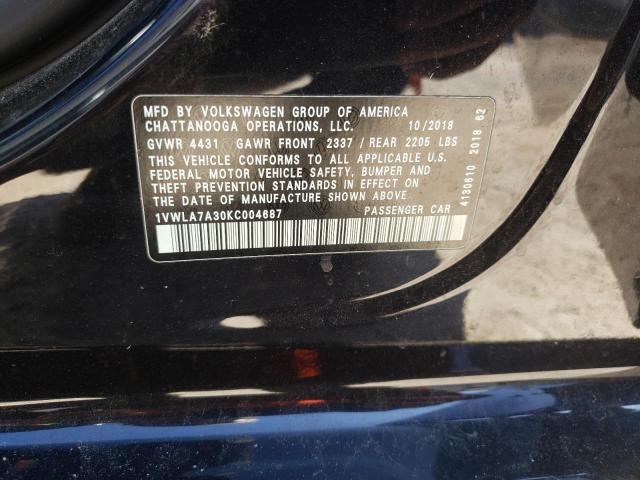 MFD BY VOLKSWAGEN GROUP OF AMERICA
CHATTANOOGA OPERATIONS, LLC. 10/2018
GVWR 4431 GAWR FRONT 2337 / REAR 2205 LBS
THIS VEHICLE CONFORMS TO ALL APPLICABLE U.S.
FEDERAL MOTOR VEHICLE SAFETY, BUMPER AND
THEFT PREVENTION STANDARDS IN EFFECT ON
THE DATE OF MANUFACTURE SHOWN ABOVE
1VWLA7A30KC004687 PASSENGER CAR
4130610 2018 62